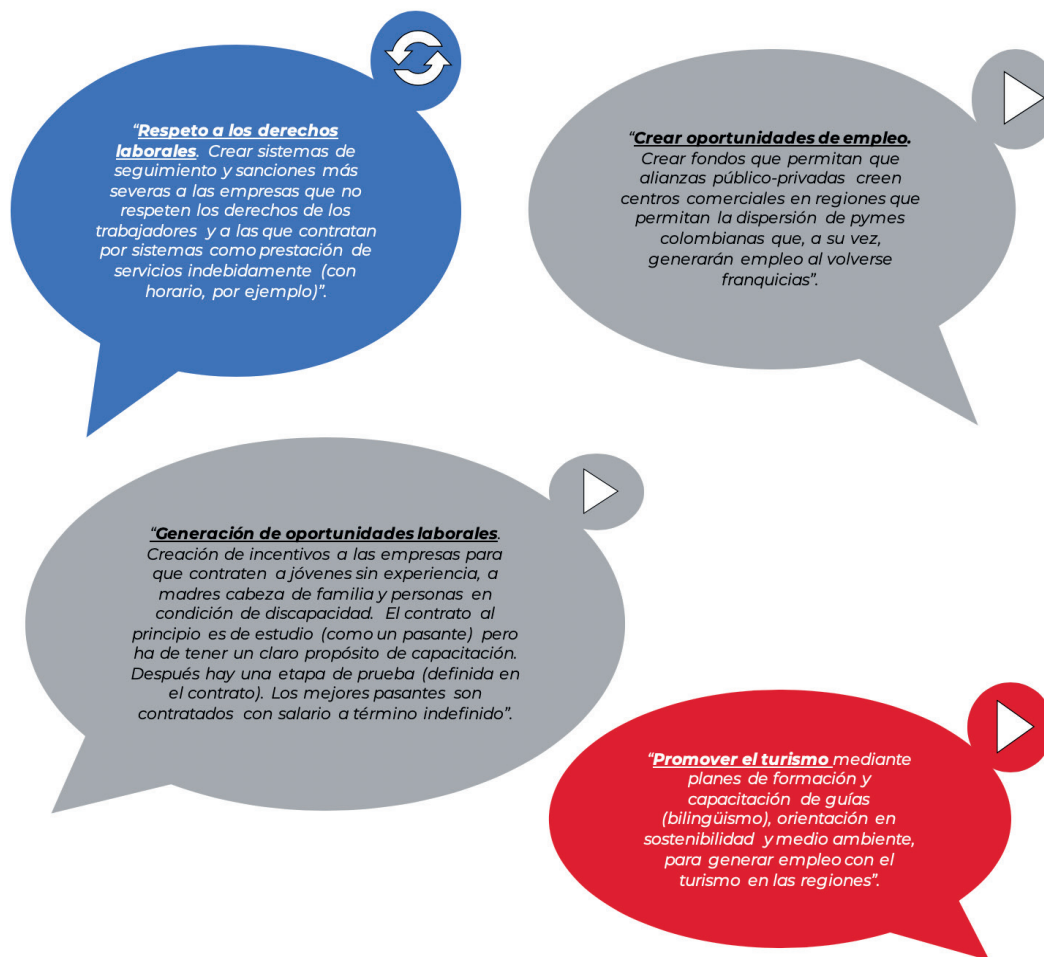 “Respeto a los derechos
laborales. Crear sistemas de
seguimiento y sanciones más
severas a las empresas que no
respeten los derechos de los
trabajadores y a las que contratan
por sistemas como prestación de
servicios indebidamente (con
horario, por ejemplo)”.
“Crear oportunidades de empleo.
Crear fondos que permitan que
alianzas público-privadas creen
centros comerciales en regiones que
permitan la dispersión de pymes
colombianas que, a su vez,
generarán empleo al volverse
franquicias”.
“Generación de oportunidades laborales.
Creación de incentivos a las empresas para
que contraten a jóvenes sin experiencia, a
madres cabeza de familia y personas en
condición de discapacidad. El contrato al
principio es de estudio (como un pasante) pero
ha de tener un claro propósito de capacitación.
Después hay una etapa de prueba (definida en
el contrato). Los mejores pasantes son
contratados con salario a término indefinido”.
“Promover el turismo mediante
planes de formación y
capacitación de guías
(bilingüismo), orientación en
sostenibilidad y medio ambiente,
para generar empleo con el
turismo en las regiones”.